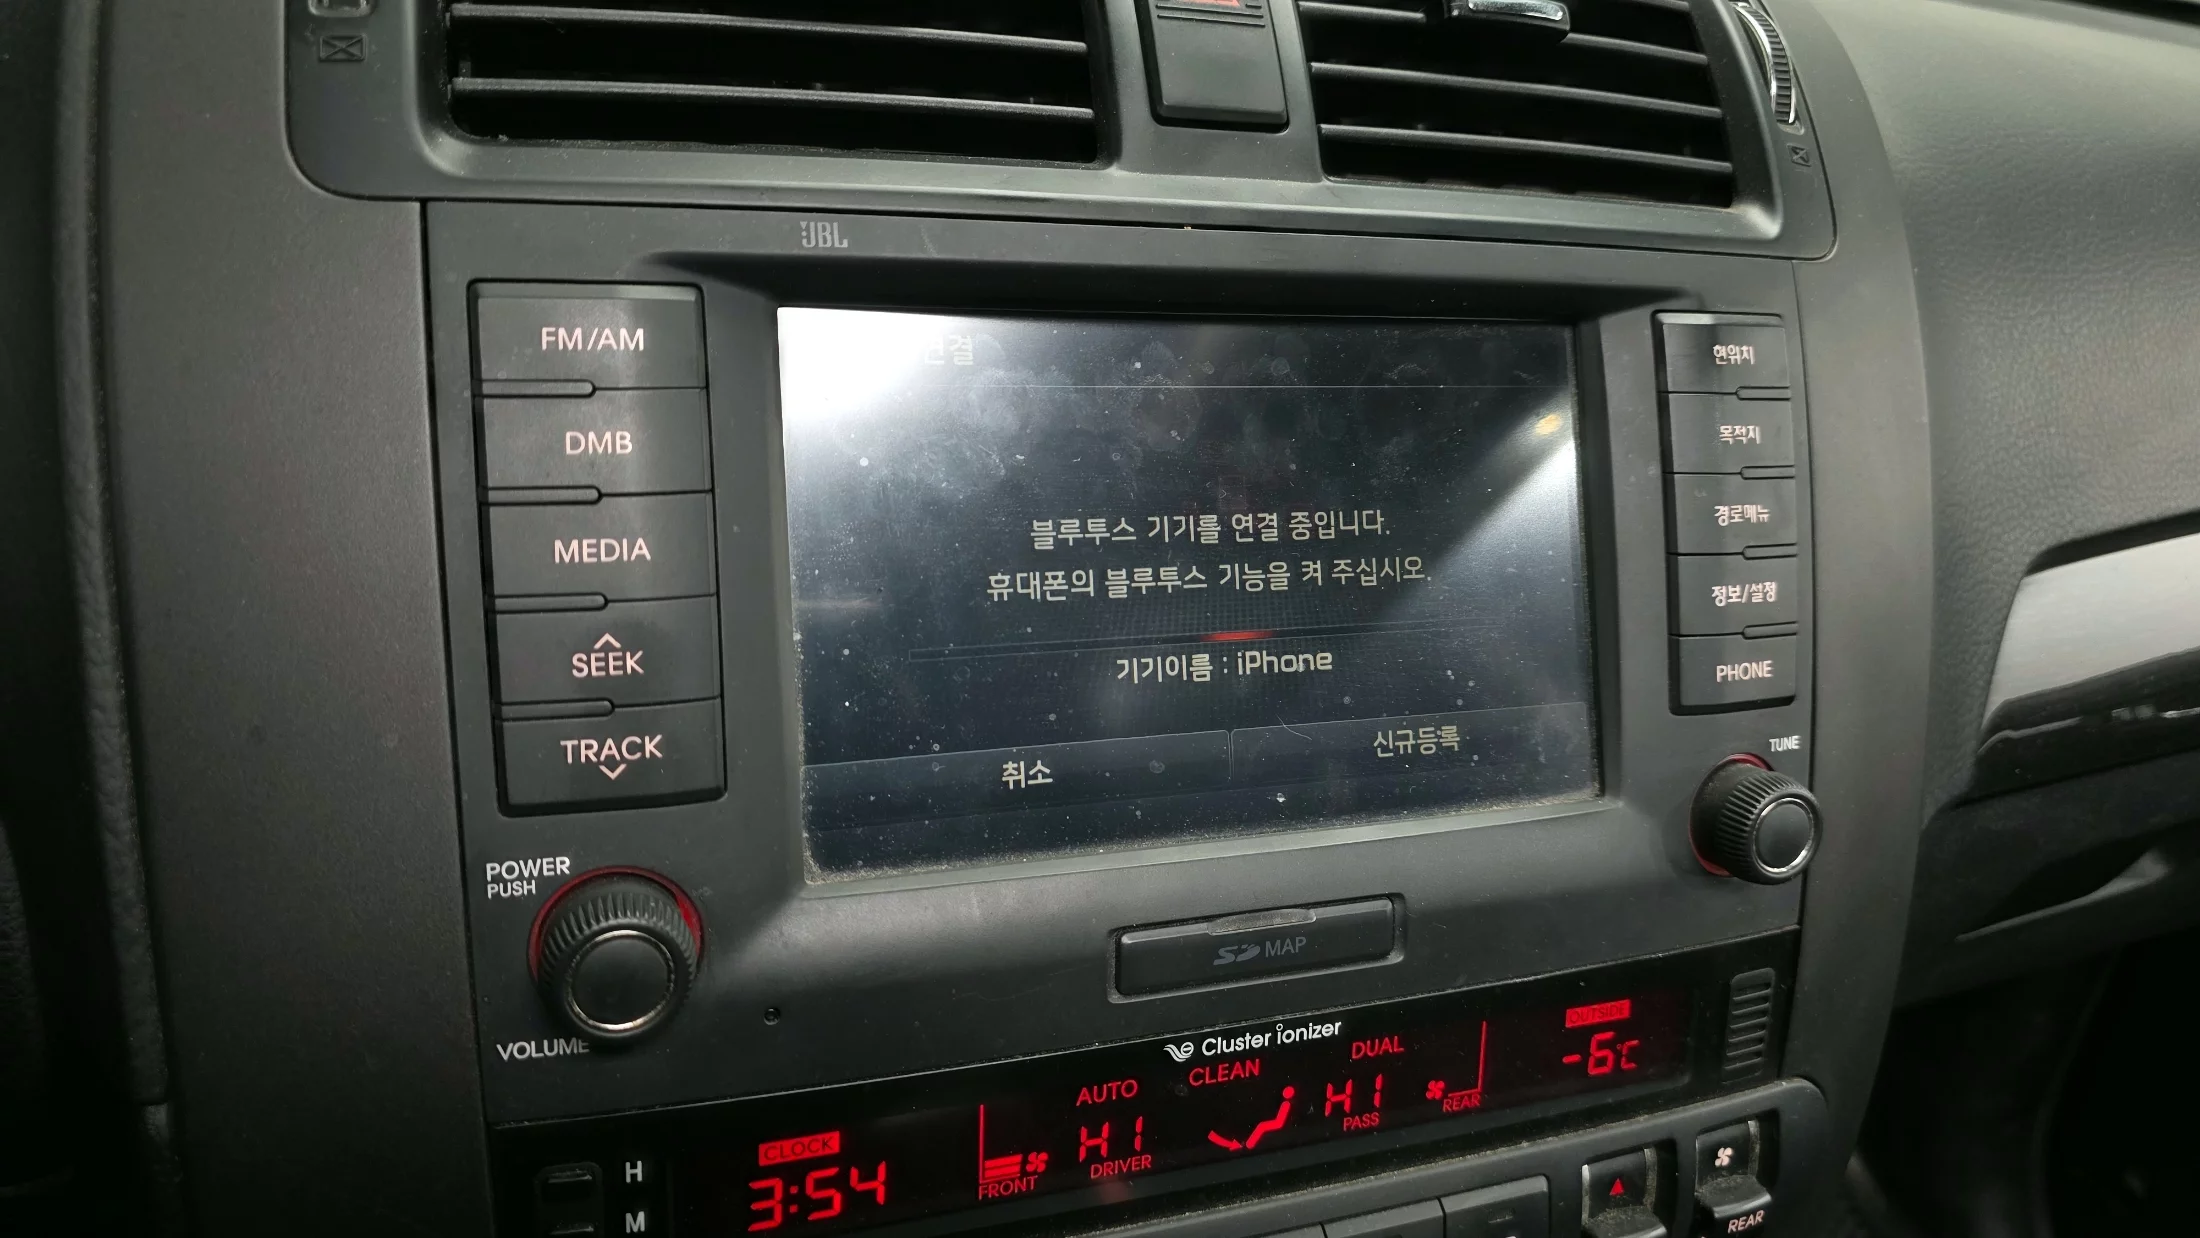 JBL
FM/AM
DMB
MEDIA
SEEK
TRACK
POWER
PUSH
VOLUME
연결
블루투스 기기를 연결 중입니다.
휴대폰의 블루투스 기능을 켜 주십시오.
기기이름 : iPhone
취소
신규등록
현위치
목적지
경로메뉴
정보/설정
PHONE
TUNE
SD MAP
Cluster ionizer
CLOCK
3:54
FRONT
AUTO
HI
DRIVER
CLEAN
DUAL
HI
PASS
REAR
OUTSIDE
-6℃
H
M
REAR